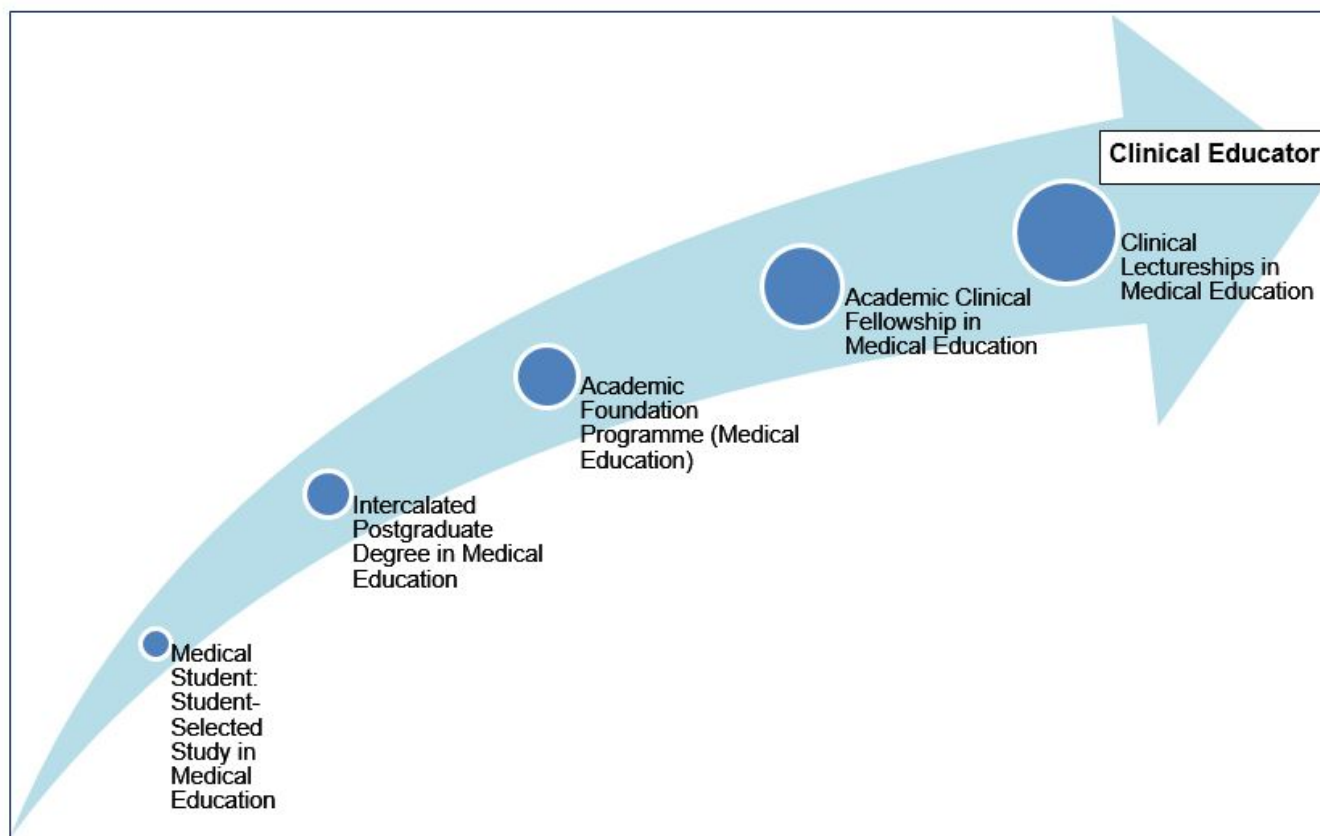 Clinical Educator
Clinical
Lectureships in
Medical Education
Academic Clinical
Fellowship in
Medical Education
Academic
Foundation
Programme (Medical
Education)
Intercalated
Postgraduate
Degree in Medical
Education
Medical
Student:
Student-
Selected
Study in
Medical
Education